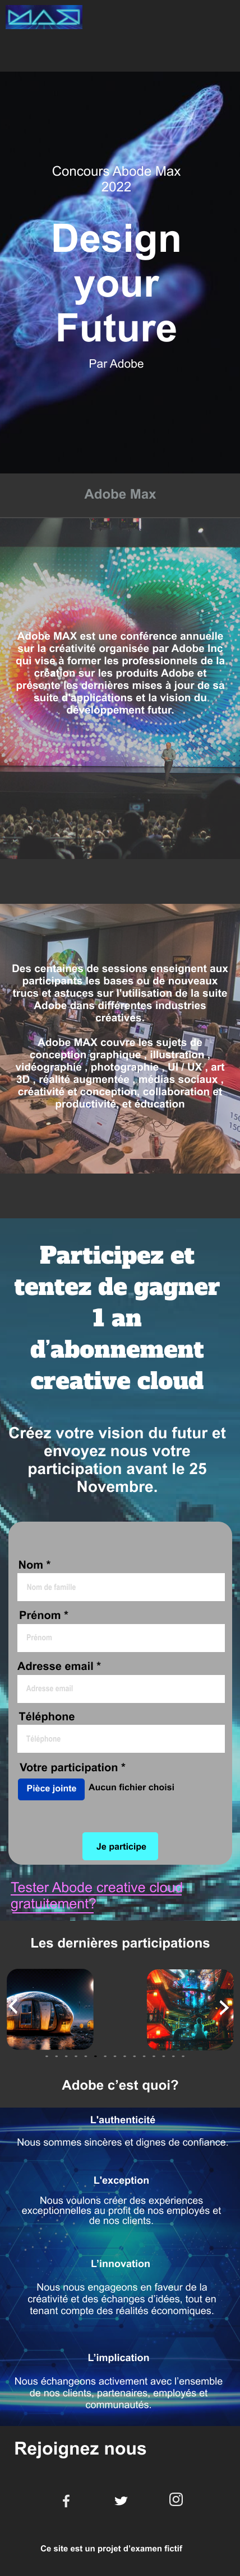 MAX
Concours Abode Max
2022
Design
your
Future
Par Adobe
Adobe Max
Adobe MAX est une conférence annuelle
sur la créativité organisée par Adobe Inc
qui vise à former les professionnels de la
création sur les produits Adobe et
présente les dernières mises à jour de sa
suite d'applications et la vision du
développement futur.
Des centaines de sessions enseignent aux
participants les bases ou de nouveaux
trucs et astuces sur l'utilisation de la suite
Adobe dans différentes industries
créatives.
Adobe MAX couvre les sujets de
conception graphique , illustration ,
vidéographie , photographie , UI / UX , art
3D , réalité augmentée , médias sociaux ,
créativité et conception, collaboration et
productivité, et éducation
Participez et
tentez de gagner
1 an
d'abonnement
creative cloud
Créez votre vision du futur et
envoyez nous votre
participation avant le 25
Novembre.
Nom *
Nom de famille
Prénom *
Prénom
Adresse email *
Adresse email
Téléphone
Téléphone
Votre participation *
Pièce jointe Aucun fichier choisi
Je participe
Tester Abode creative cloud
gratuitement?
Les dernières participations
Adobe c'est quoi?
L'authenticité
Nous sommes sincères et dignes de confiance.
L'exception
Nous voulons créer des expériences
exceptionnelles au profit de nos employés et
de nos clients.
L'innovation
Nous nous engageons en faveur de la
créativité et des échanges d'idées, tout en
tenant compte des réalités économiques.
L'implication
Nous échangeons activement avec l'ensemble
de nos clients, partenaires, employés et
communautés.
Rejoignez nous
Ce site est un projet d'examen fictif